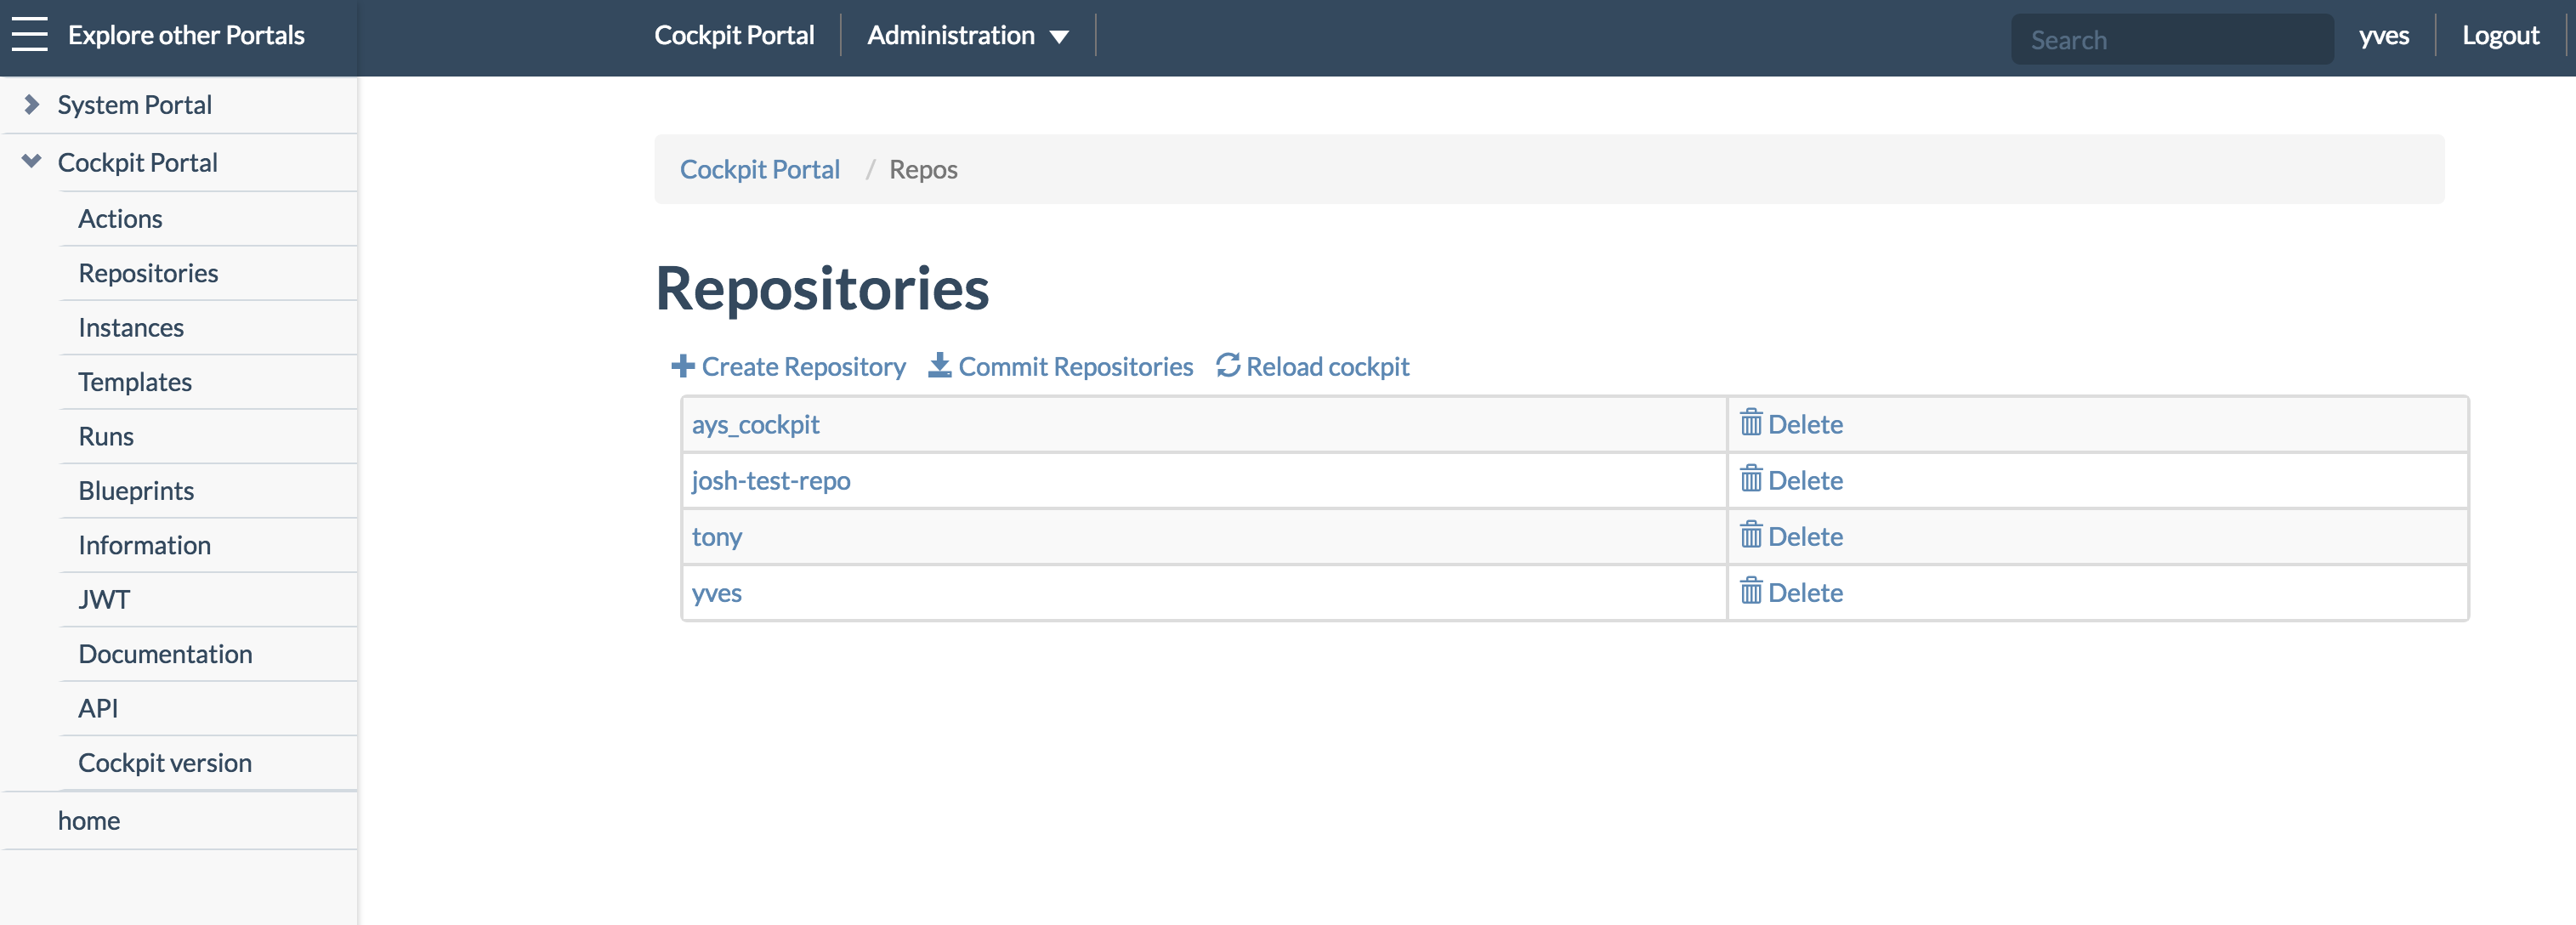 Explore other Portals
Cockpit Portal
Administration
Search
yves
Logout
System Portal
Cockpit Portal
Actions
Repositories
Instances
Templates
Runs
Blueprints
Information
JWT
Documentation
API
Cockpit version
home
Cockpit Portal / Repos
Repositories
Create Repository Commit Repositories Reload cockpit
ays_cockpit Delete
josh-test-repo Delete
tony Delete
yves Delete